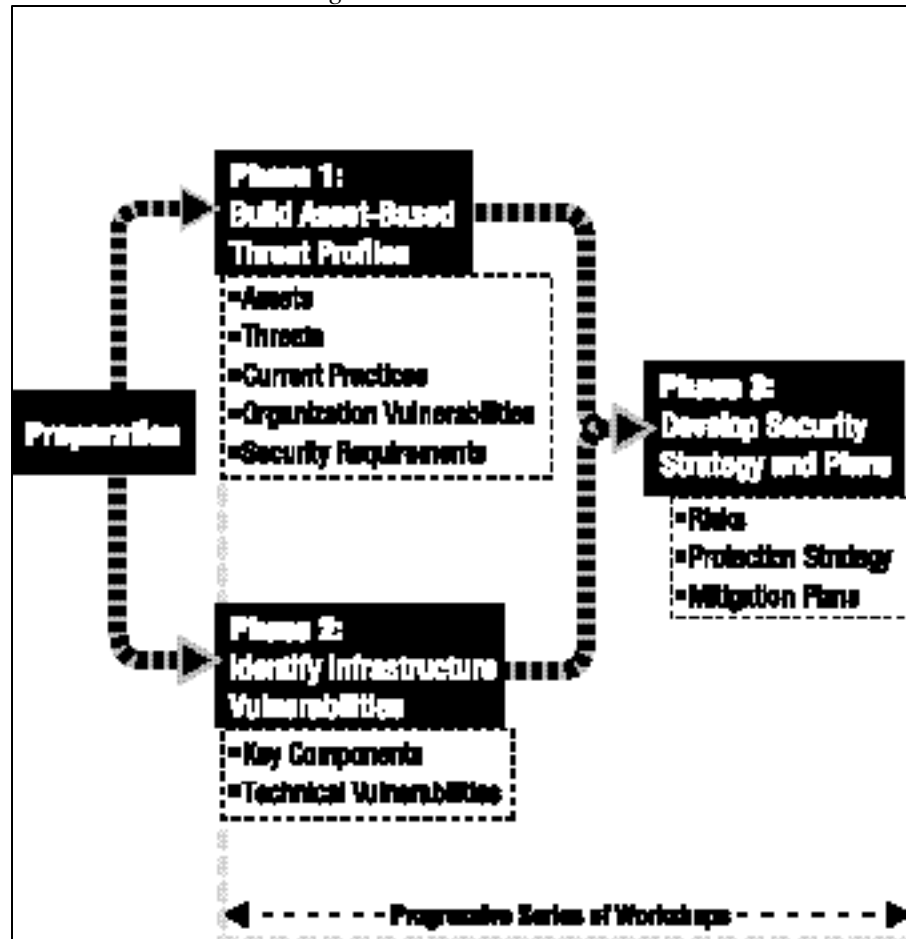 Preparation
Phase 1:
Build Asset-Based
Threat Profiles
▪Assets
▪Threats
▪Current Practices
▪Organization Vulnerabilities
▪Security Requirements
Phase 2:
Identify Infrastructure
Vulnerabilities
▪Key Components
▪Technical Vulnerabilities
Phase 3:
Develop Security
Strategy and Plans
▪Risks
▪Protection Strategy
▪Mitigation Plans
Progressive Series of Workshops